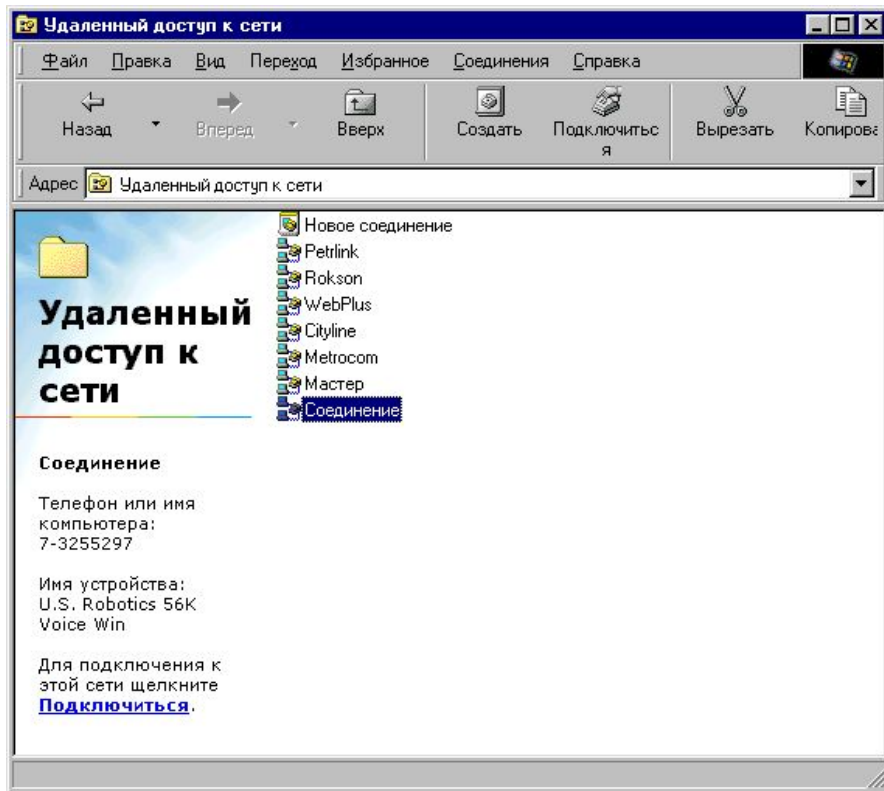 Удаленный доступ к сети
Файл Правка Вид Переход Избранное Соединения Справка
Назад Вперед Вверх Создать Подключитьс
я Вырезать Копирова
Адрес Удаленный доступ к сети
Новое соединение
Petrlink
Rokson
WebPlus
Cityline
Metrocom
Мастер
Соединение
Удаленный
доступ к
сети
Соединение
Телефон или имя
компьютера:
7-3255297
Имя устройства:
U.S. Robotics 56K
Voice Win
Для подключения к
этой сети щелкните
Подключиться.